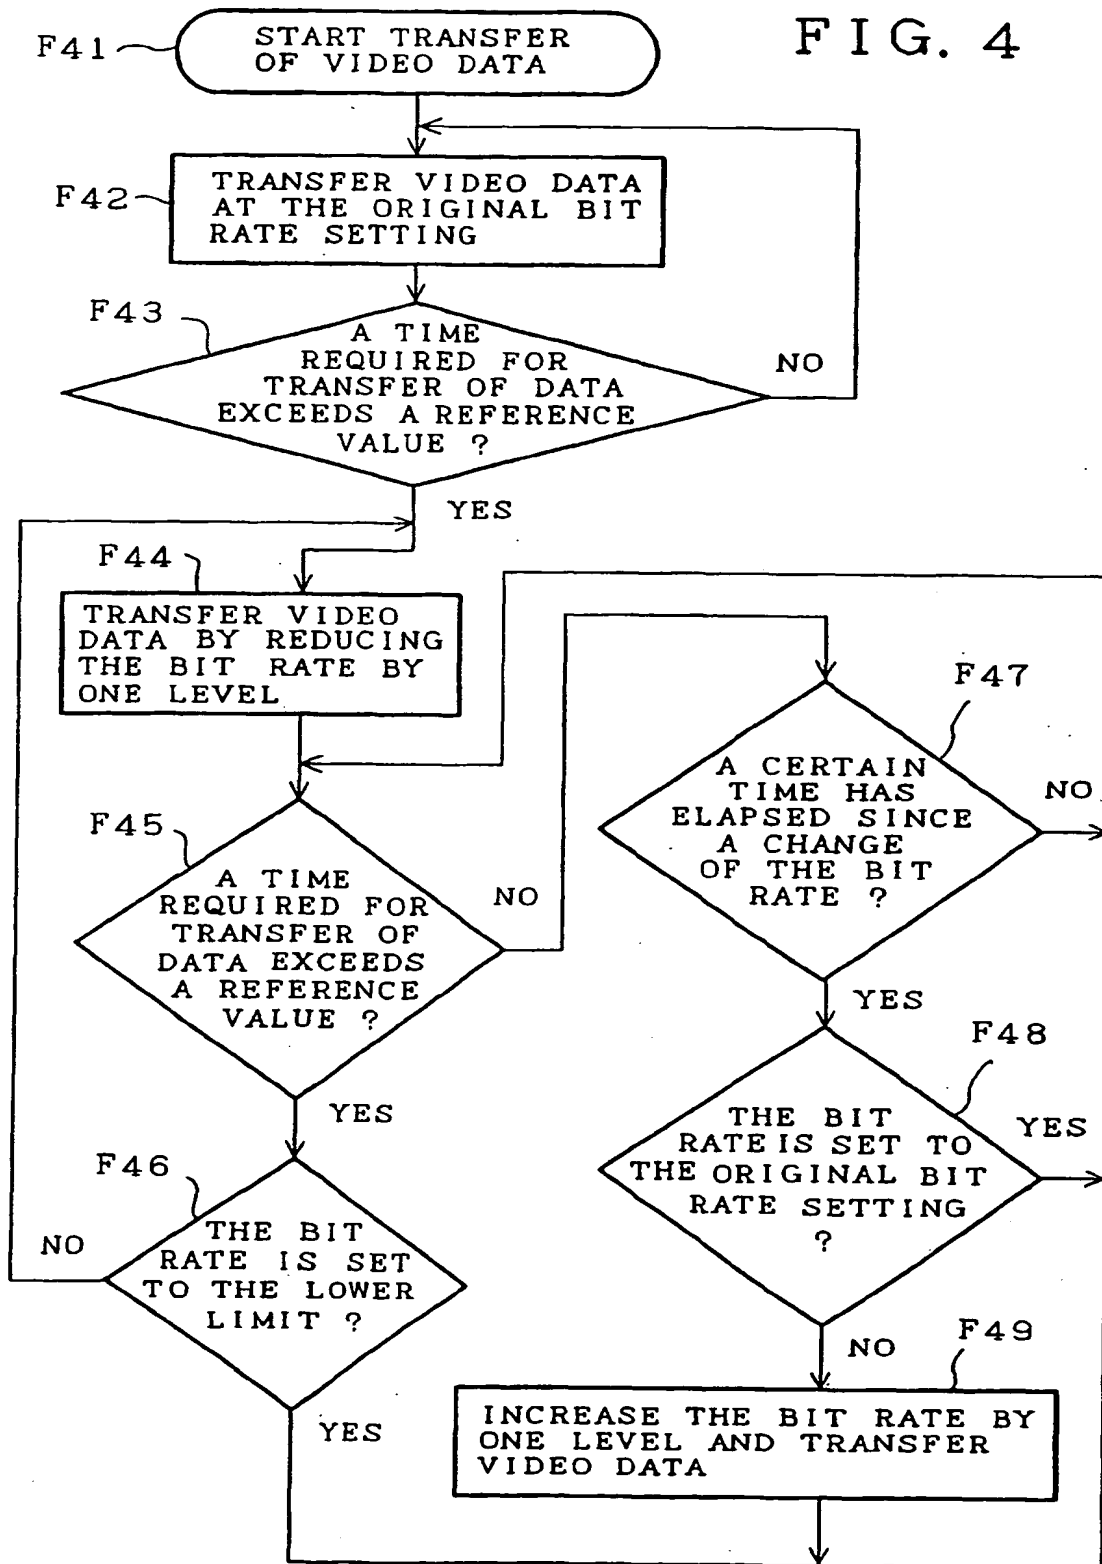 FIG. 4
F41
START TRANSFER
OF VIDEO DATA
F42
TRANSFER VIDEO DATA
AT THE ORIGINAL BIT
RATE SETTING
F43
A TIME
REQUIRED FOR
TRANSFER OF DATA
EXCEEDS A REFERENCE
VALUE ?
NO
YES
F44
TRANSFER VIDEO
DATA BY REDUCING
THE BIT RATE BY
ONE LEVEL
F45
A TIME
REQUIRED FOR
TRANSFER OF
DATA EXCEEDS
A REFERENCE
VALUE ?
NO
YES
F46
THE BIT
RATE IS SET
TO THE LOWER
LIMIT ?
NO
YES
F47
A CERTAIN
TIME HAS
ELAPSED SINCE
A CHANGE
OF THE BIT
RATE ?
NO
YES
F48
THE BIT
RATE IS SET TO
THE ORIGINAL BIT
RATE SETTING
?
YES
NO
F49
INCREASE THE BIT RATE BY
ONE LEVEL AND TRANSFER
VIDEO DATA